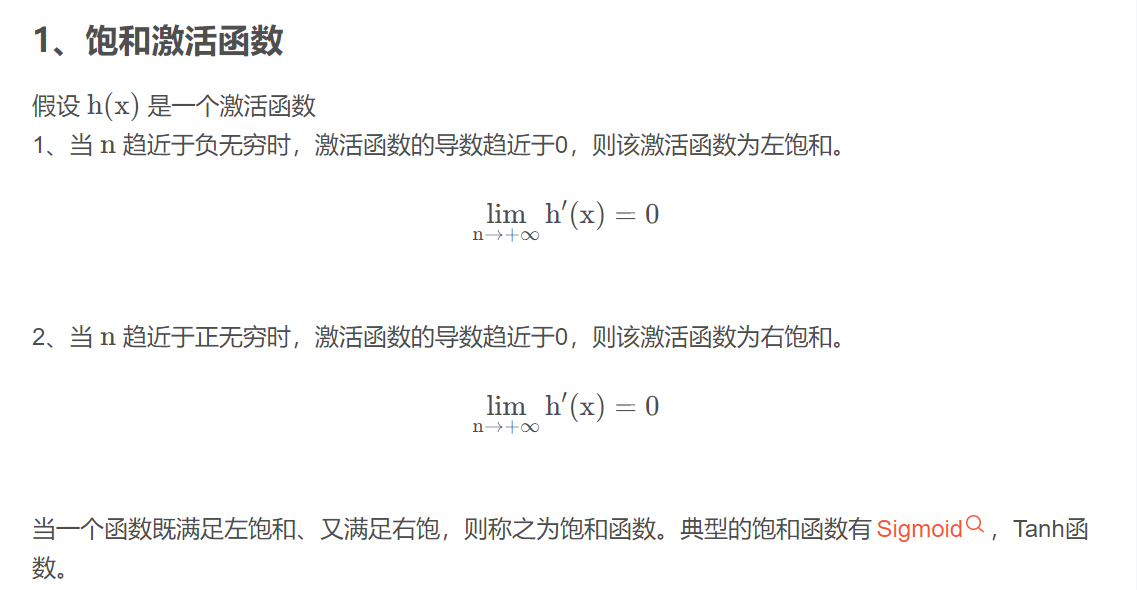 1、饱和激活函数
假设 h(x) 是一个激活函数
1、当 n 趋近于负无穷时，激活函数的导数趋近于0，则该激活函数为左饱和。
lim h′(x) = 0
n→+∞
2、当 n 趋近于正无穷时，激活函数的导数趋近于0，则该激活函数为右饱和。
lim h′(x) = 0
n→+∞
当一个函数既满足左饱和、又满足右饱，则称之为饱和函数。典型的饱和函数有 Sigmoid ，Tanh函
数。